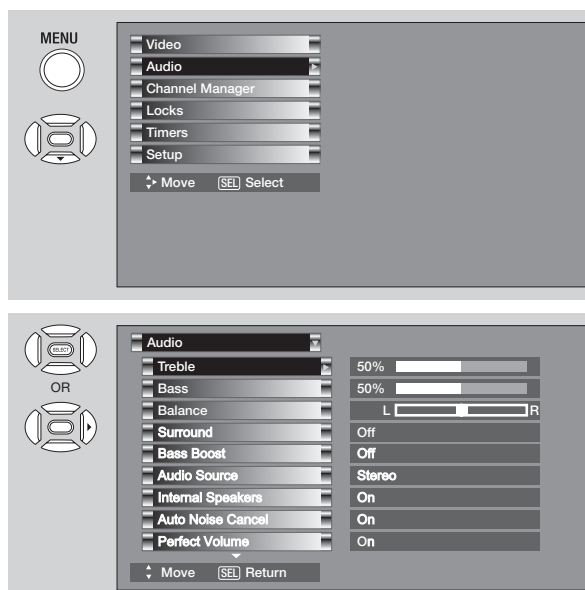 MENU
Video
Audio
Channel Manager
Locks
Timers
Setup
Move SEL Select
SELECT
OR
Audio
Treble 50%
Bass 50%
Balance L R
Surround Off
Bass Boost Off
Audio Source Stereo
Internal Speakers On
Auto Noise Cancel On
Perfect Volume On
Move SEL Return